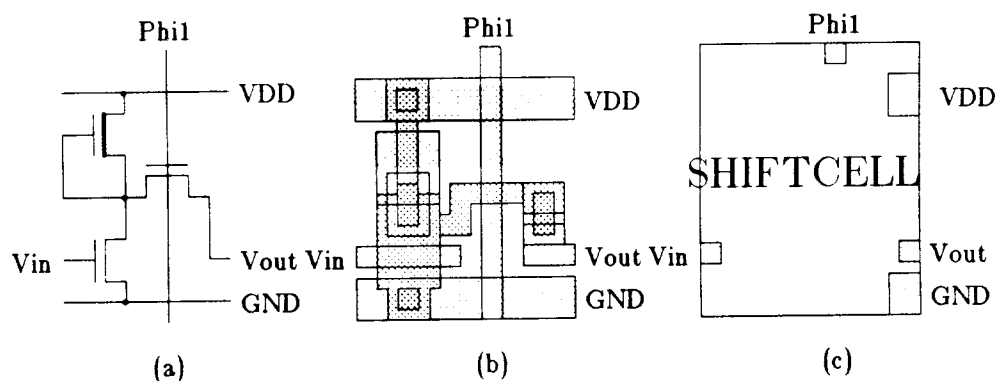 Phi1
VDD
Vin
Vout
GND
(a)
Phi1
VDD
Vin
Vout
GND
(b)
Phi1
VDD
SHIFTCELL
Vin
Vout
GND
(c)